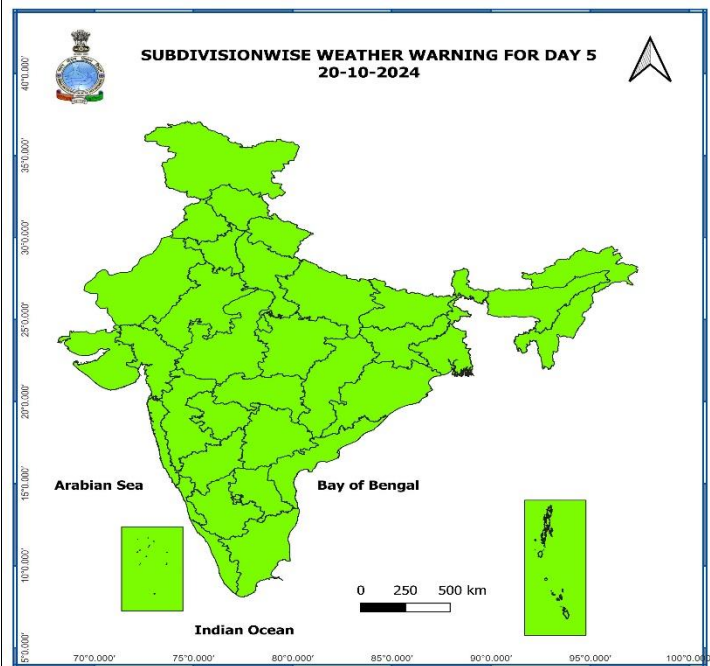 SUBDIVISIONWISE WEATHER WARNING FOR DAY 5
20-10-2024
40°0.000'
35°0.000'
30°0.000'
25°0.000'
20°0.000'
15°0.000'
10°0.000'
5°0.000'
Arabian Sea
Bay of Bengal
0 250 500 km
Indian Ocean
70°0.000' 75°0.000' 80°0.000' 85°0.000' 90°0.000' 95°0.000' 100°0.0